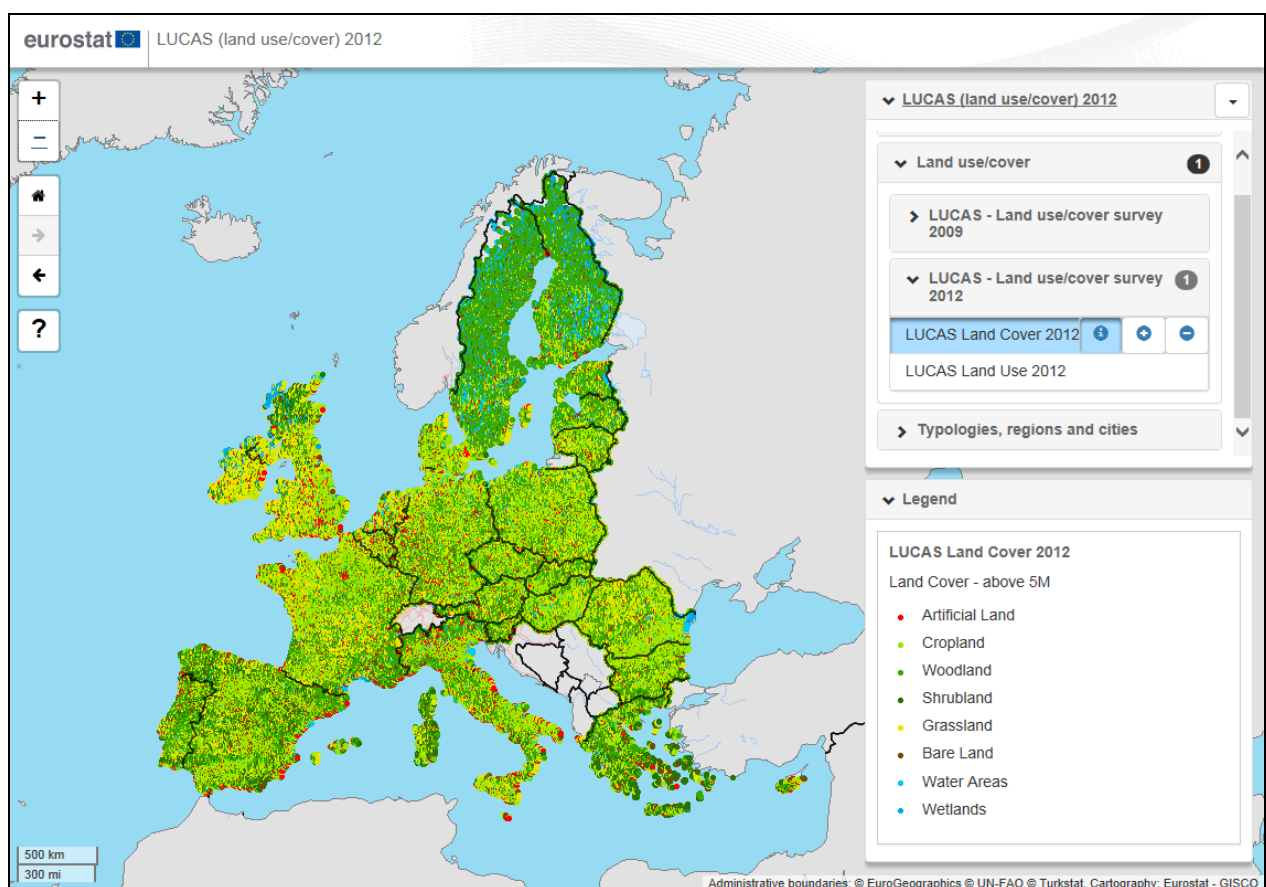 eurostat
LUCAS (land use/cover) 2012
+
−
?
LUCAS (land use/cover) 2012
Land use/cover
1
LUCAS - Land use/cover survey
2009
LUCAS - Land use/cover survey
2012
1
LUCAS Land Cover 2012
LUCAS Land Use 2012
Typologies, regions and cities
Legend
LUCAS Land Cover 2012
Land Cover - above 5M
Artificial Land
Cropland
Woodland
Shrubland
Grassland
Bare Land
Water Areas
Wetlands
500 km
300 mi
Administrative boundaries: © EuroGeographics © UN-FAO © Turkstat, Cartography: Eurostat - GISCO